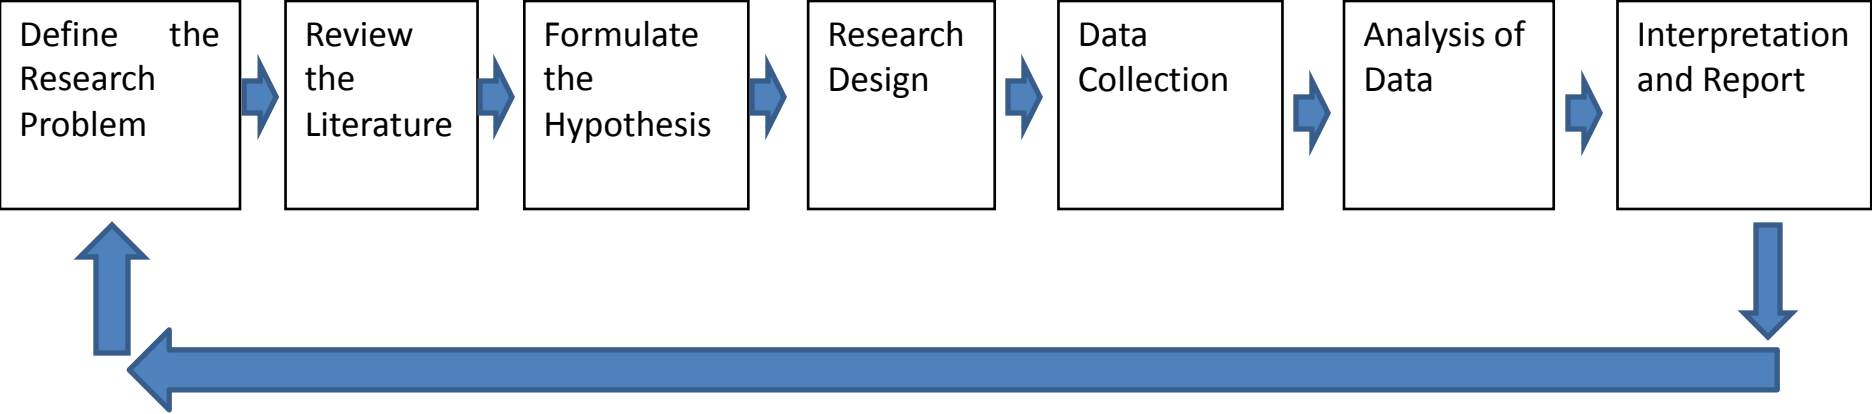 Define the
Research
Problem
Review
the
Literature
Formulate
the
Hypothesis
Research
Design
Data
Collection
Analysis of
Data
Interpretation
and Report